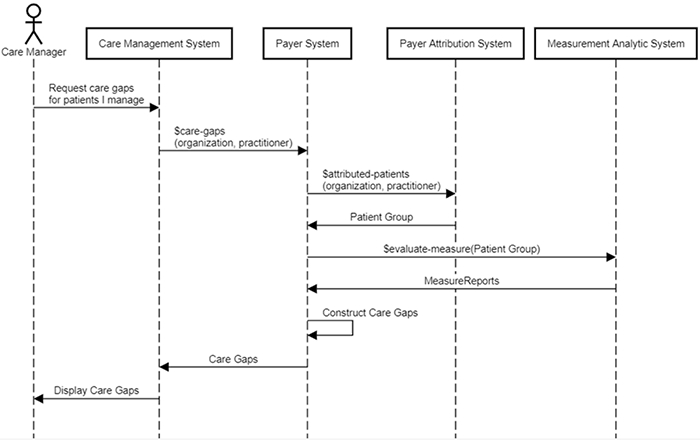 Care Manager
Care Management System
Payer System
Payer Attribution System
Measurement Analytic System
Request care gaps
for patients I manage
$care-gaps
(organization, practitioner)
$attributed-patients
(organization, practitioner)
Patient Group
$evaluate-measure(Patient Group)
MeasureReports
Construct Care Gaps
Care Gaps
Display Care Gaps